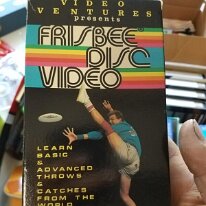 VIDEO
VENTURES
presents
FRISBEE®
DISC
VIDEO
LEARN
BASIC
&
ADVANCED
THROWS
&
CATCHES
FROM THE
WORLD